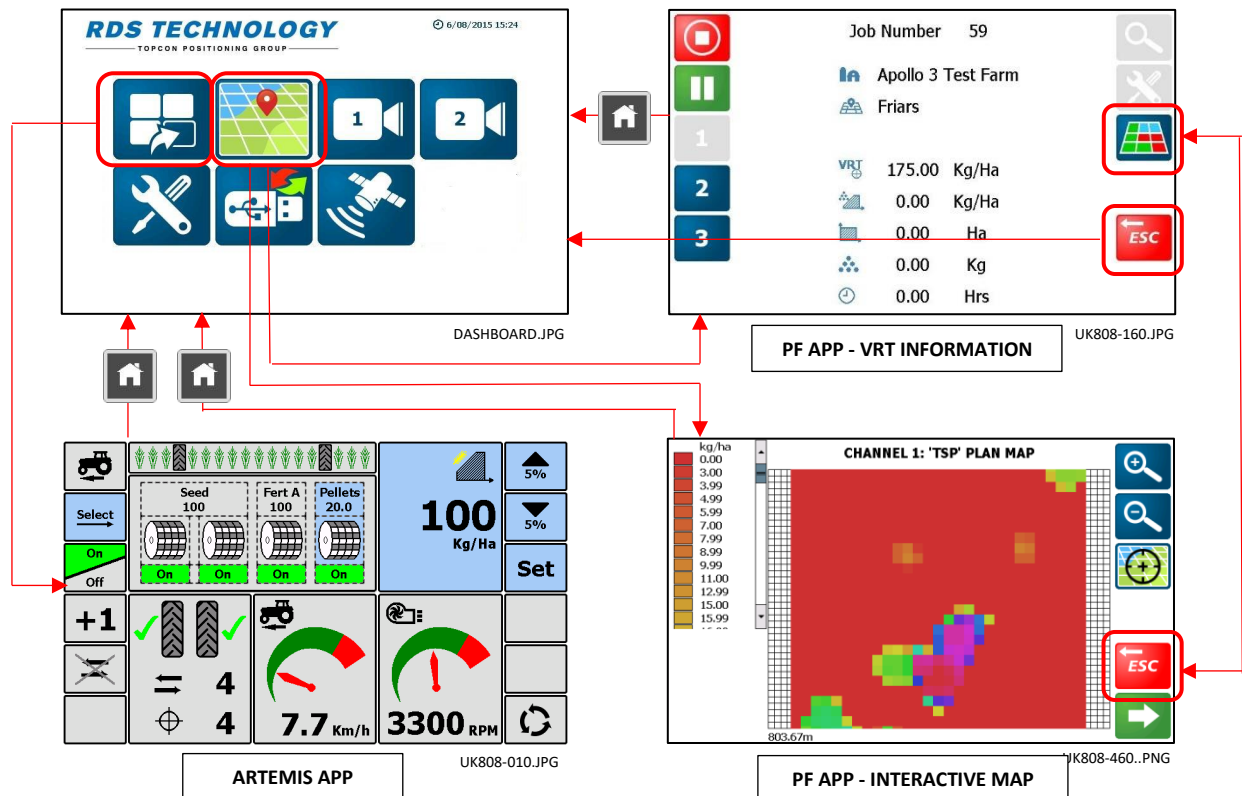 RDS TECHNOLOGY
TOPCON POSITIONING GROUP
6/08/2015 15:24
1
2
DASHBOARD.JPG
Job Number 59
Apollo 3 Test Farm
Friars
1
2
3
VRT
175.00 Kg/Ha
0.00 Kg/Ha
0.00 Ha
0.00 Kg
0.00 Hrs
ESC
UK808-160.JPG
PF APP - VRT INFORMATION
Select
On
Off
+1
Seed
100
Fert A
100
Pellets
20.0
On
On
On
On
100
Kg/Ha
5%
5%
Set
4
4
7.7 Km/h
3300 RPM
UK808-010.JPG
ARTEMIS APP
kg/ha
0.00
3.00
3.99
4.99
5.99
7.00
7.99
8.99
9.99
11.00
12.99
15.00
15.99
CHANNEL 1: 'TSP' PLAN MAP
803.67m
ESC
UK808-460..PNG
PF APP - INTERACTIVE MAP